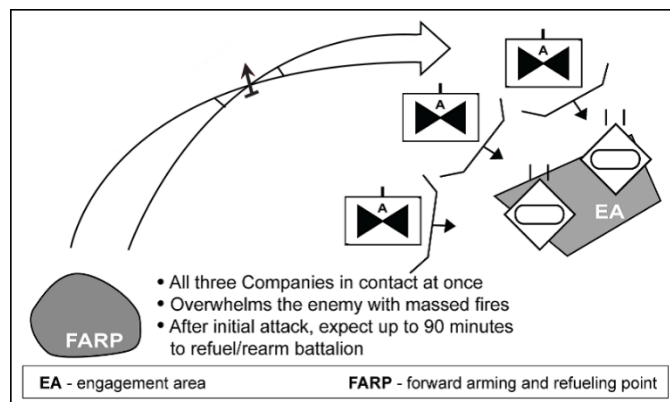 A
A
A
EA
FARP
• All three Companies in contact at once
• Overwhelms the enemy with massed fires
• After initial attack, expect up to 90 minutes
to refuel/rearm battalion
EA - engagement area FARP - forward arming and refueling point